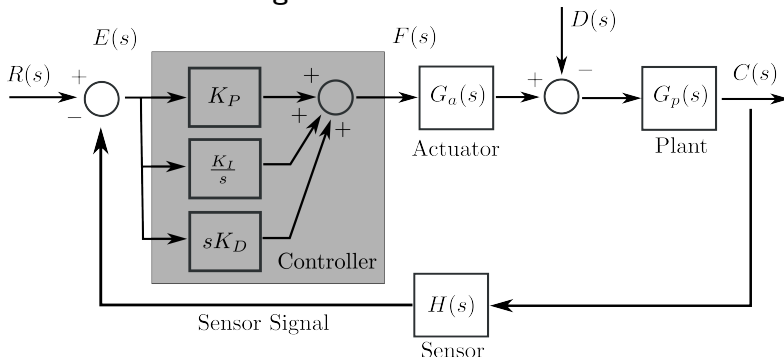 D(s)
E(s)
F(s)
R(s)
+
−
K_P
+
+
+
G_a(s)
Actuator
+
−
G_p(s)
Plant
C(s)
K_I
s
sK_D
Controller
H(s)
Sensor Signal
Sensor